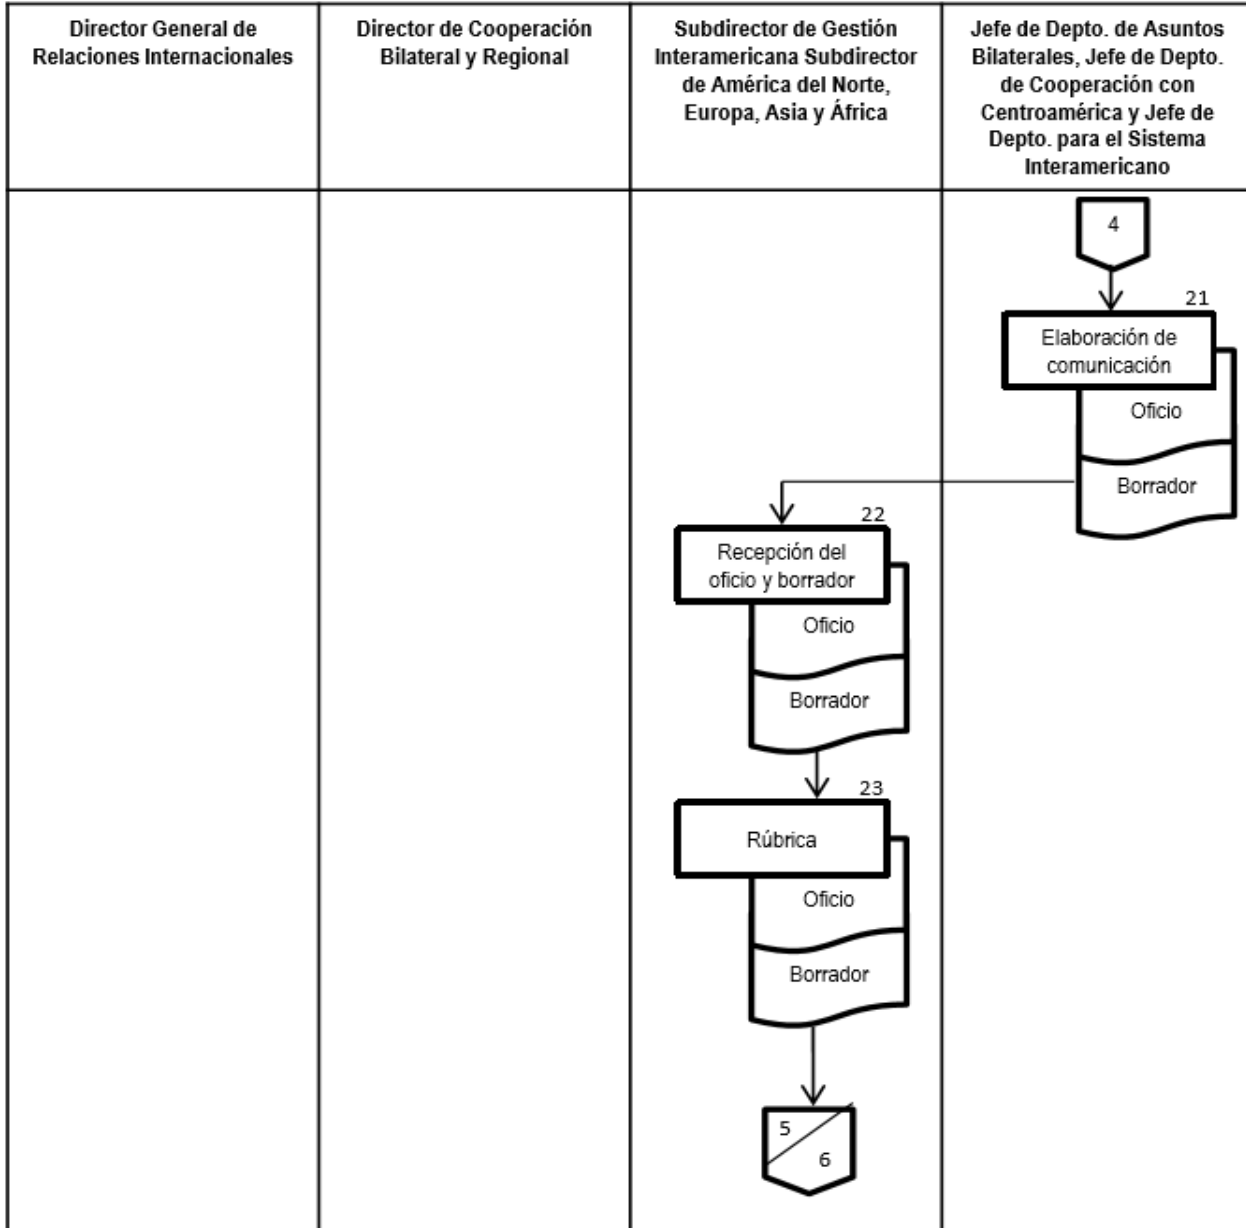 Director General de
Relaciones Internacionales
Director de Cooperación
Bilateral y Regional
Subdirector de Gestión
Interamericana Subdirector
de América del Norte,
Europa, Asia y África
Jefe de Depto. de Asuntos
Bilaterales, Jefe de Depto.
de Cooperación con
Centroamérica y Jefe de
Depto. para el Sistema
Interamericano
4
21
Elaboración de
comunicación
Oficio
Borrador
22
Recepción del
oficio y borrador
Oficio
Borrador
23
Rúbrica
Oficio
Borrador
5
6